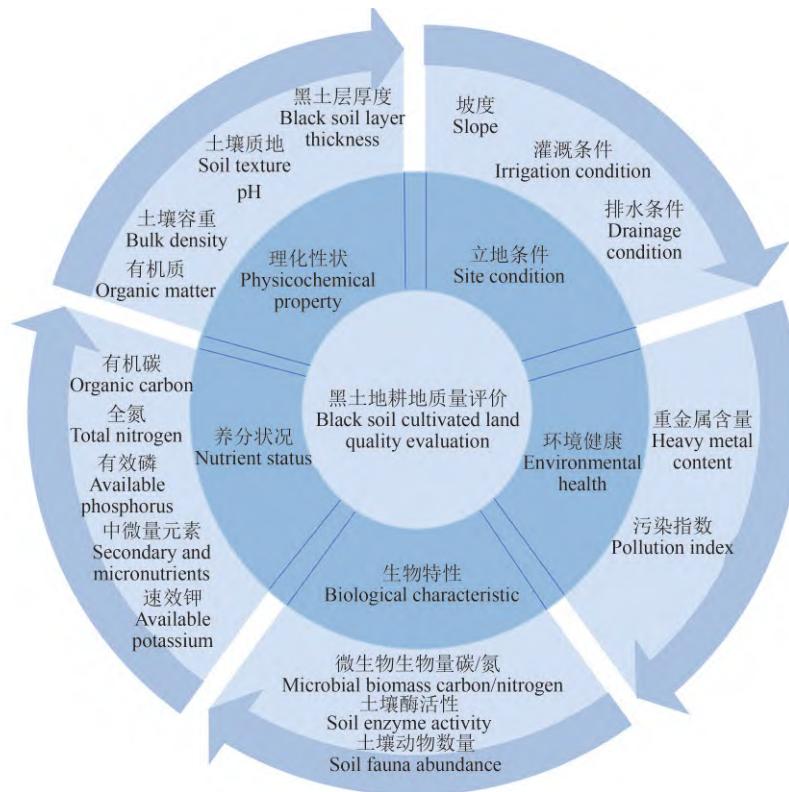 黑土层厚度
Black soil layer
thickness
土壤质地
Soil texture
pH
土壤容重
Bulk density
有机质
Organic matter
理化性状
Physicochemical
property
坡度
Slope
灌溉条件
Irrigation condition
排水条件
Drainage
condition
立地条件
Site condition
黑土地耕地质量评价
Black soil cultivated land
quality evaluation
重金属含量
Heavy metal
content
污染指数
Pollution index
环境健康
Environmental
health
生物特性
Biological characteristic
微生物生物量碳/氮
Microbial biomass carbon/nitrogen
土壤酶活性
Soil enzyme activity
土壤动物数量
Soil fauna abundance
养分状况
Nutrient status
有机碳
Organic carbon
全氮
Total nitrogen
有效磷
Available
phosphorus
中微量元素
Secondary and
micronutrients
速效钾
Available
potassium